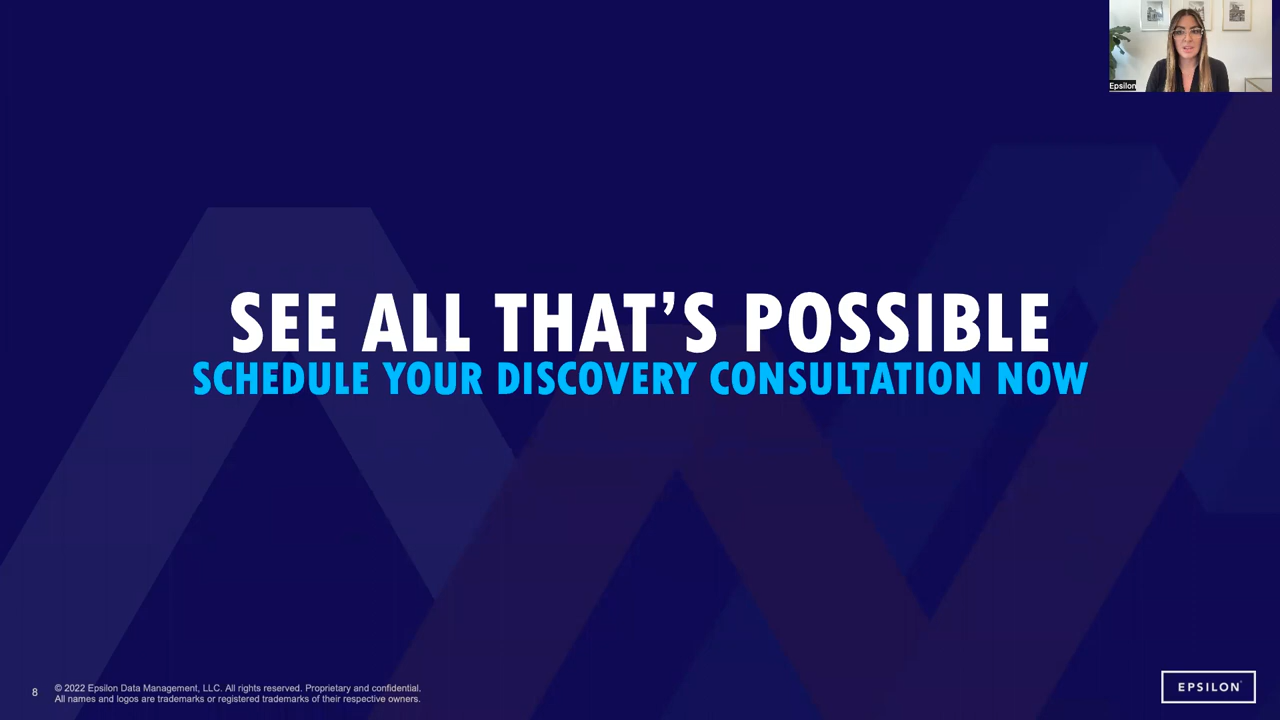 Epsilon
SEE ALL THAT’S POSSIBLE
SCHEDULE YOUR DISCOVERY CONSULTATION NOW
8
© 2022 Epsilon Data Management, LLC. All rights reserved. Proprietary and confidential.
All names and logos are trademarks or registered trademarks of their respective owners.
EPSILON